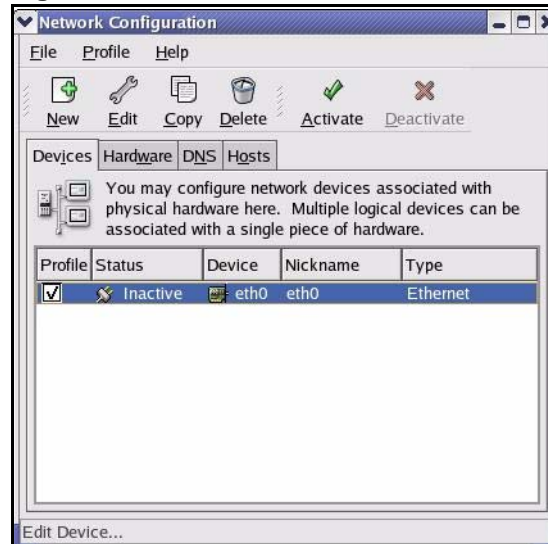 Network Configuration
File Profile Help
New Edit Copy Delete Activate Deactivate
Devices Hardware DNS Hosts
You may configure network devices associated with
physical hardware here. Multiple logical devices can be
associated with a single piece of hardware.
Profile Status Device Nickname Type
Inactive eth0 eth0 Ethernet
Edit Device...